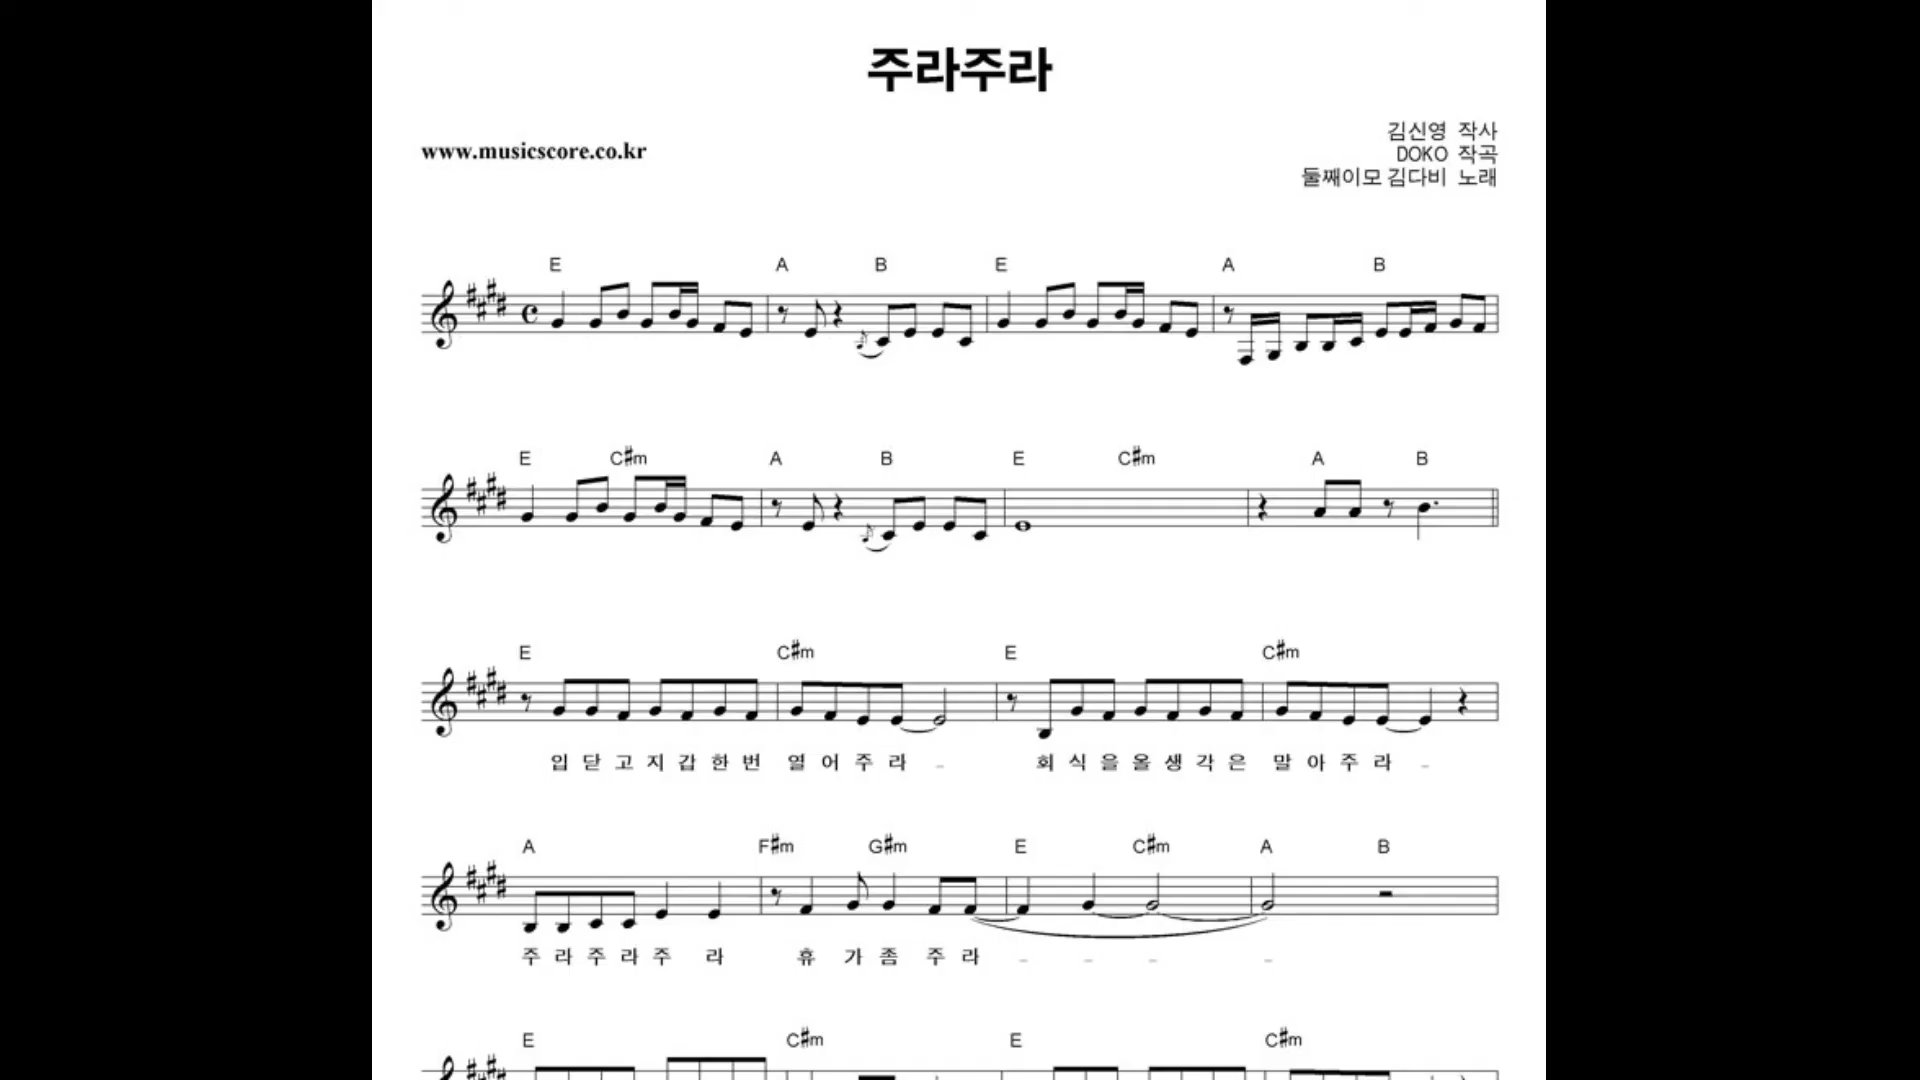 주라주라
김신영 작사
www.musicscore.co.kr
DOKO 작곡
둘째이모 김다비 노래
E A B E A B
E C#m A B E C#m A B
E C#m E C#m
입 닫 고 지 갑 한 번 열 어 주 라 회 식 을 올 생 각 은 말 아 주 라
A F#m G#m E C#m A B
주 라 주 라 주 라 휴 가 좀 주 라
E C#m E C#m